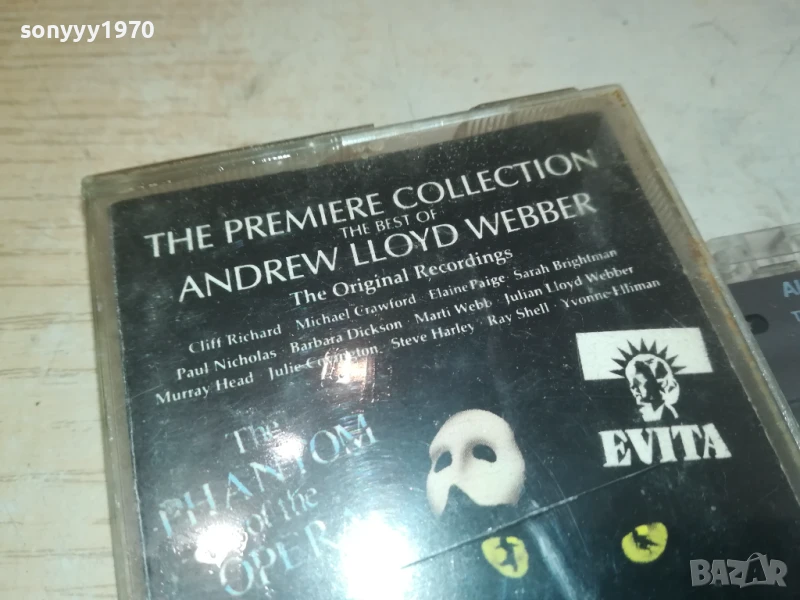 sonyyy1970
THE PREMIERE COLLECTION
THE BEST OF
ANDREW LLOYD WEBBER
The Original Recordings
Cliff Richard Michael Crawford Elaine Paige Sarah Brightman
Paul Nicholas Barbara Dickson Marti Webb Julian Lloyd Webber
Murray Head Julie Covington Steve Harley Ray Shell Yvonne Elliman
The
PHANTOM
of the
OPERA
EVITA
BAZAR